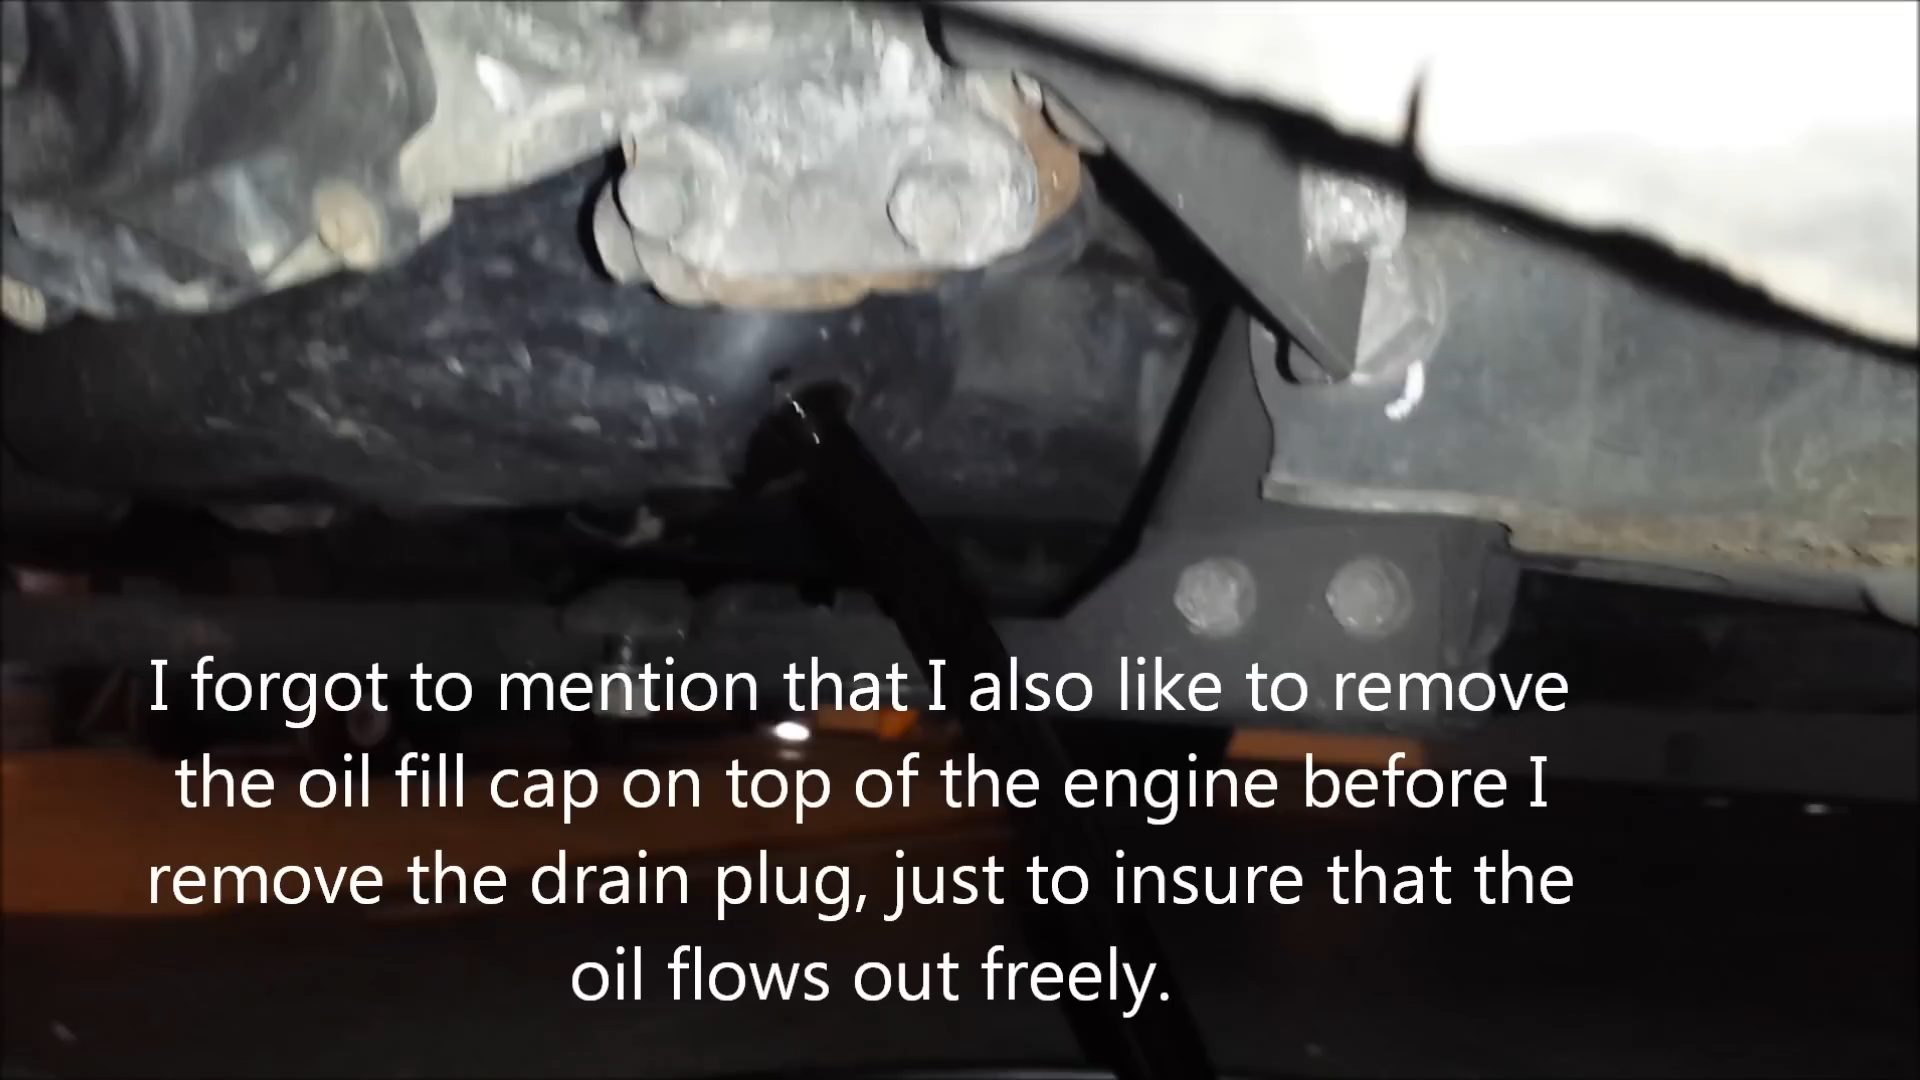 I forgot to mention that I also like to remove
the oil fill cap on top of the engine before I
remove the drain plug, just to insure that the
oil flows out freely.